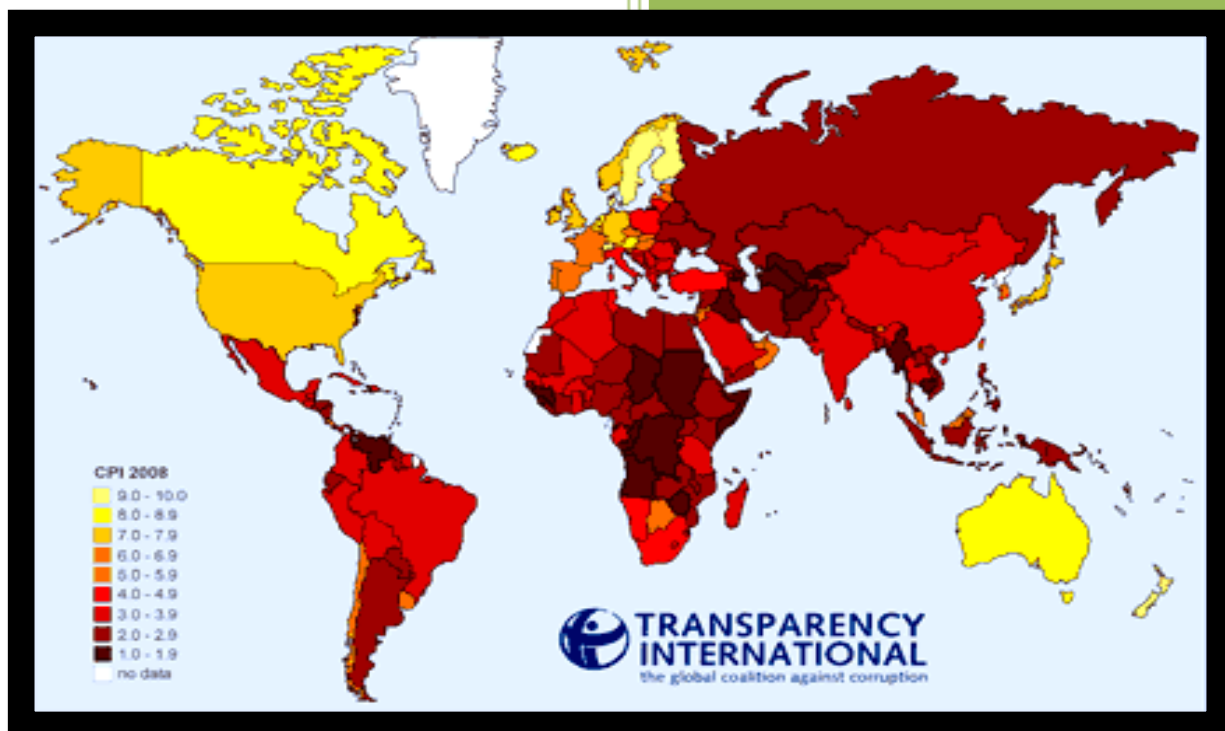 CPI 2008
9.0 - 10.0
8.0 - 8.9
7.0 - 7.9
6.0 - 6.9
5.0 - 5.9
4.0 - 4.9
3.0 - 3.9
2.0 - 2.9
1.0 - 1.9
no data
TRANSPARENCY
INTERNATIONAL
the global coalition against corruption